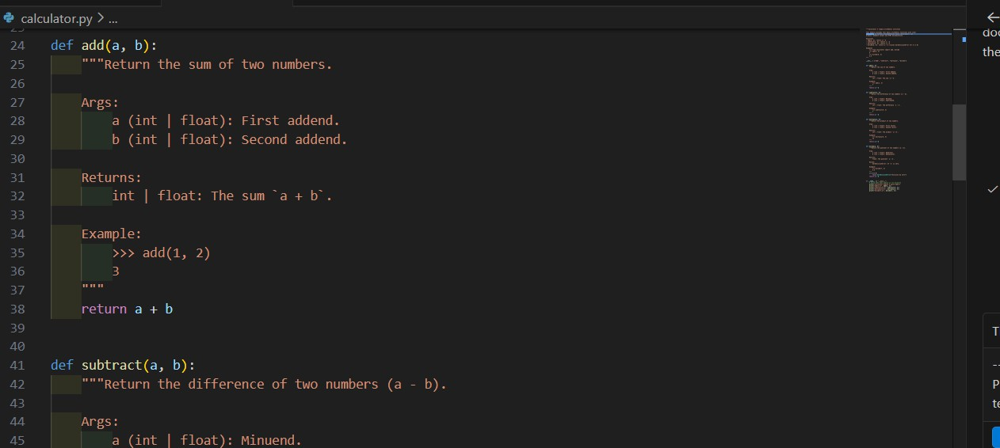 calculator.py > ...
24 def add(a, b):
25     """Return the sum of two numbers.
26
27     Args:
28         a (int | float): First addend.
29         b (int | float): Second addend.
30
31     Returns:
32         int | float: The sum `a + b`.
33
34     Example:
35         >>> add(1, 2)
36         3
37     """
38     return a + b
39
40
41 def subtract(a, b):
42     """Return the difference of two numbers (a - b).
43
44     Args:
45         a (int | float): Minuend.
the